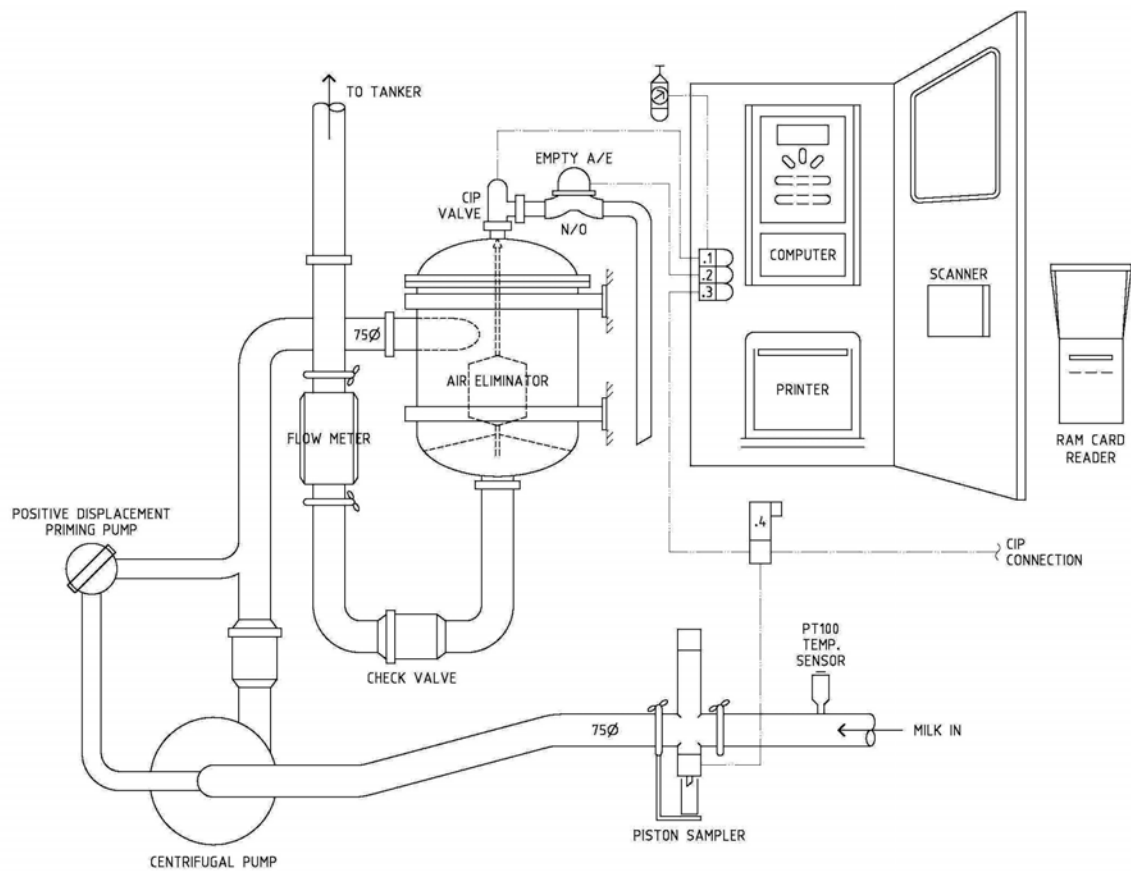 TO TANKER
EMPTY A/E
CIP
VALVE
N/O
COMPUTER
.1
.2
.3
SCANNER
75Ø
AIR ELIMINATOR
PRINTER
FLOW METER
RAM CARD
READER
POSITIVE DISPLACEMENT
PRIMING PUMP
.4
CIP
CONNECTION
PT100
TEMP.
SENSOR
CHECK VALVE
75Ø
MILK IN
PISTON SAMPLER
CENTRIFUGAL PUMP